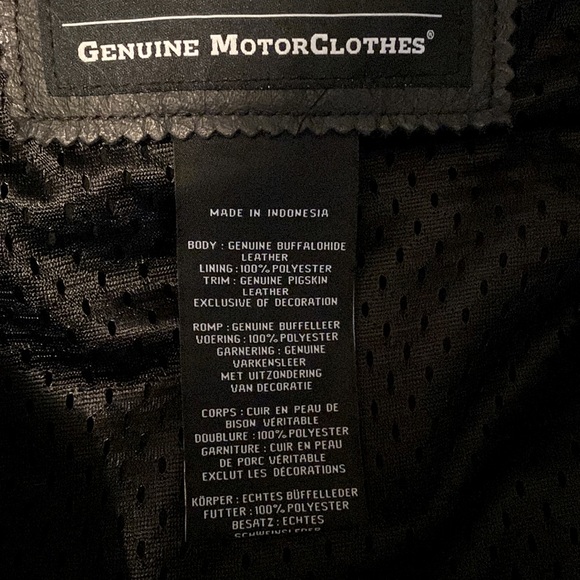 GENUINE MOTORCLOTHES®
MADE IN INDONESIA
BODY : GENUINE BUFFALOHIDE
LEATHER
LINING : 100% POLYESTER
TRIM : GENUINE PIGSKIN
LEATHER
EXCLUSIVE OF DECORATION
ROMP : GENUINE BUFFELLEER
VOERING : 100% POLYESTER
GARNERING : GENUINE
VARKENSLEER
MET UITZONDERING
VAN DECORATIE
CORPS : CUIR EN PEAU DE
BISON VÉRITABLE
DOUBLURE : 100% POLYESTER
GARNITURE : CUIR EN PEAU
DE PORC VÉRITABLE
EXCLUT LES DÉCORATIONS
KÖRPER : ECHTES BÜFFELLEDER
FUTTER : 100% POLYESTER
BESATZ : ECHTES